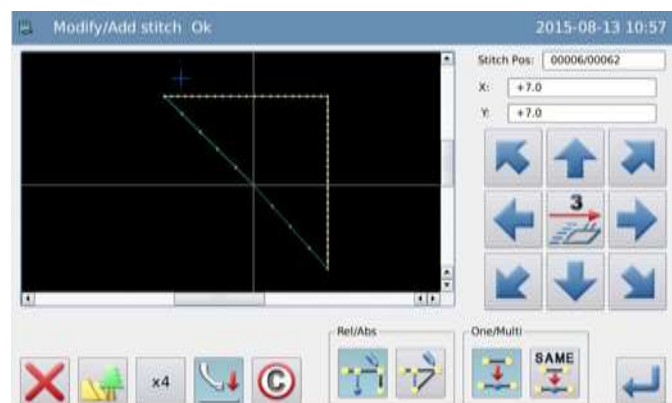 Modify/Add stitch Ok
2015-08-13 10:57
Stitch Pos: 00006/00062
X: +7.0
Y: +7.0
3
Rel/Abs
One/Multi
x4
C
SAME